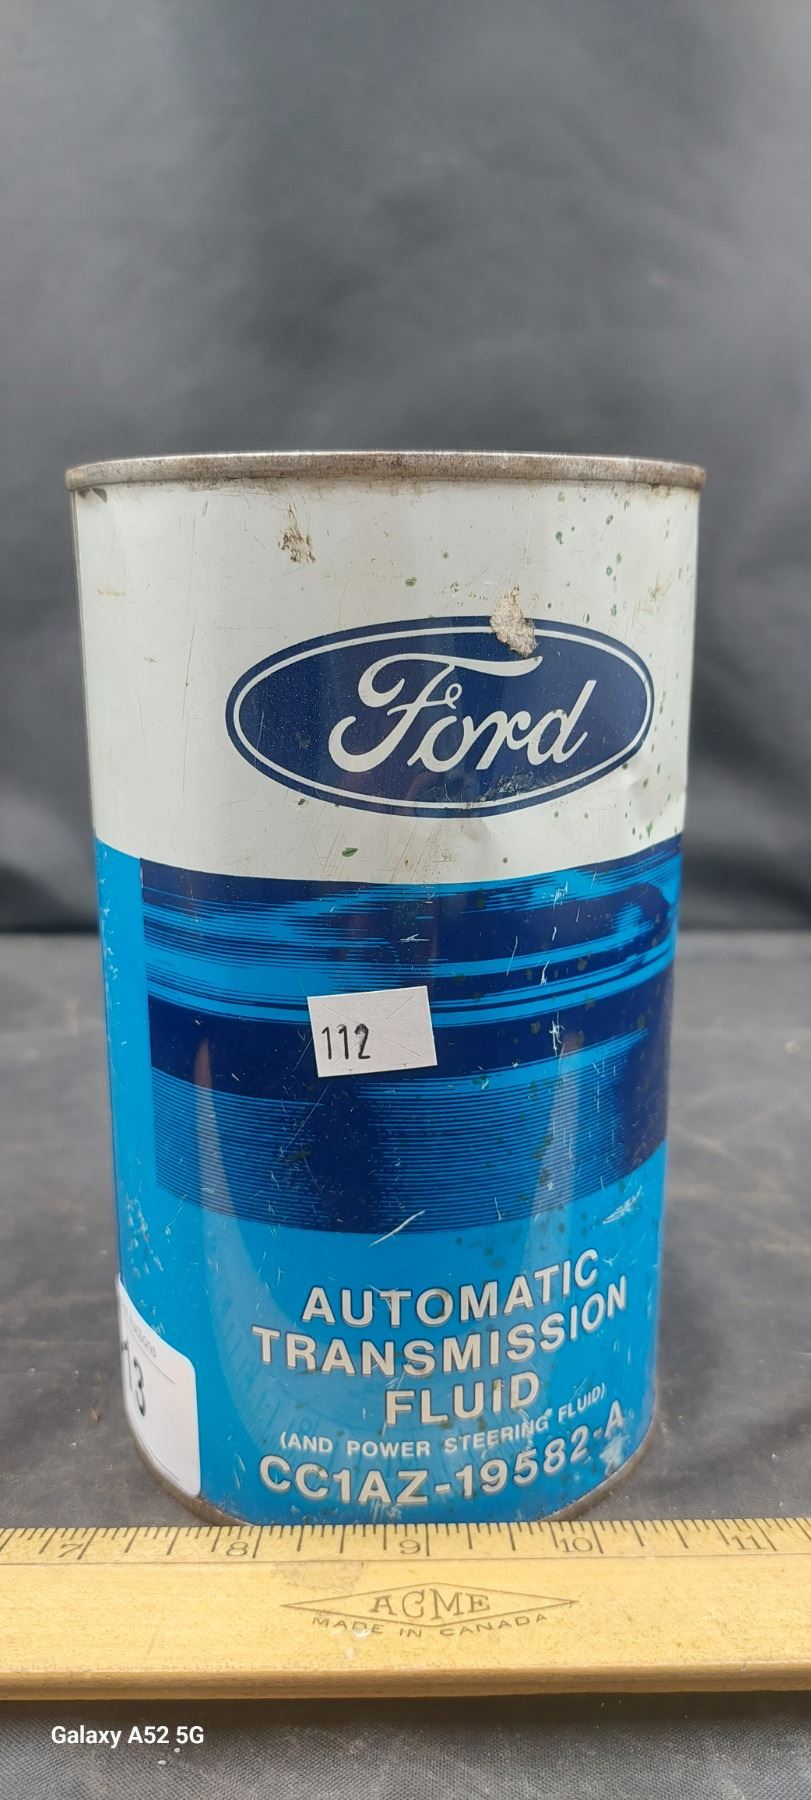 Ford
112
AUTOMATIC
TRANSMISSION
FLUID
(AND POWER STEERING FLUID)
CC1AZ-19582-A
13
7 8 9 10 11
ACME
MADE IN CANADA
Galaxy A52 5G